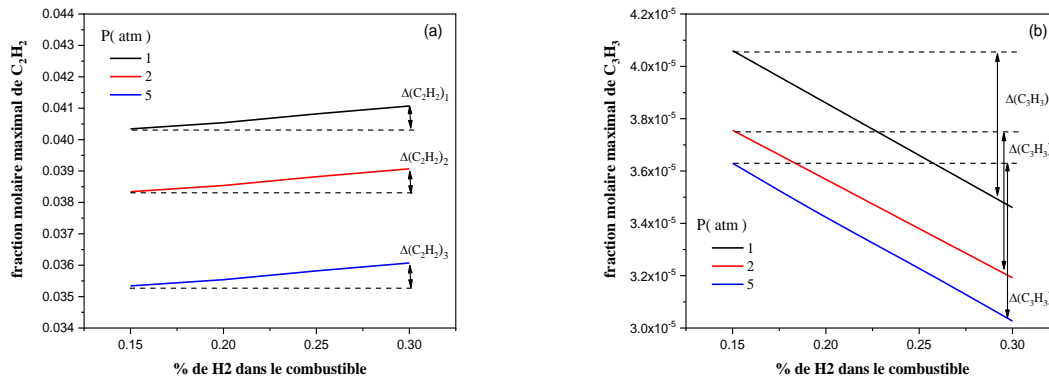 (a)
P( atm )
1
2
5
fraction molaire maximal de C₂H₂
0.044
0.043
0.042
0.041
0.040
0.039
0.038
0.036
0.035
0.034
Δ(C₂H₂)₁
Δ(C₂H₂)₂
Δ(C₂H₂)₃
0.15
0.20
0.25
0.30
% de H2 dans le combustible
(b)
fraction molaire maximal de C₃H₃
4.2x10⁻⁵
4.0x10⁻⁵
3.8x10⁻⁵
3.6x10⁻⁵
3.4x10⁻⁵
3.2x10⁻⁵
3.0x10⁻⁵
Δ(C₃H₃)
Δ(C₃H₃
Δ(C₃H₃
P( atm )
1
2
5
0.15
0.20
0.25
0.30
% de H2 dans le combustible